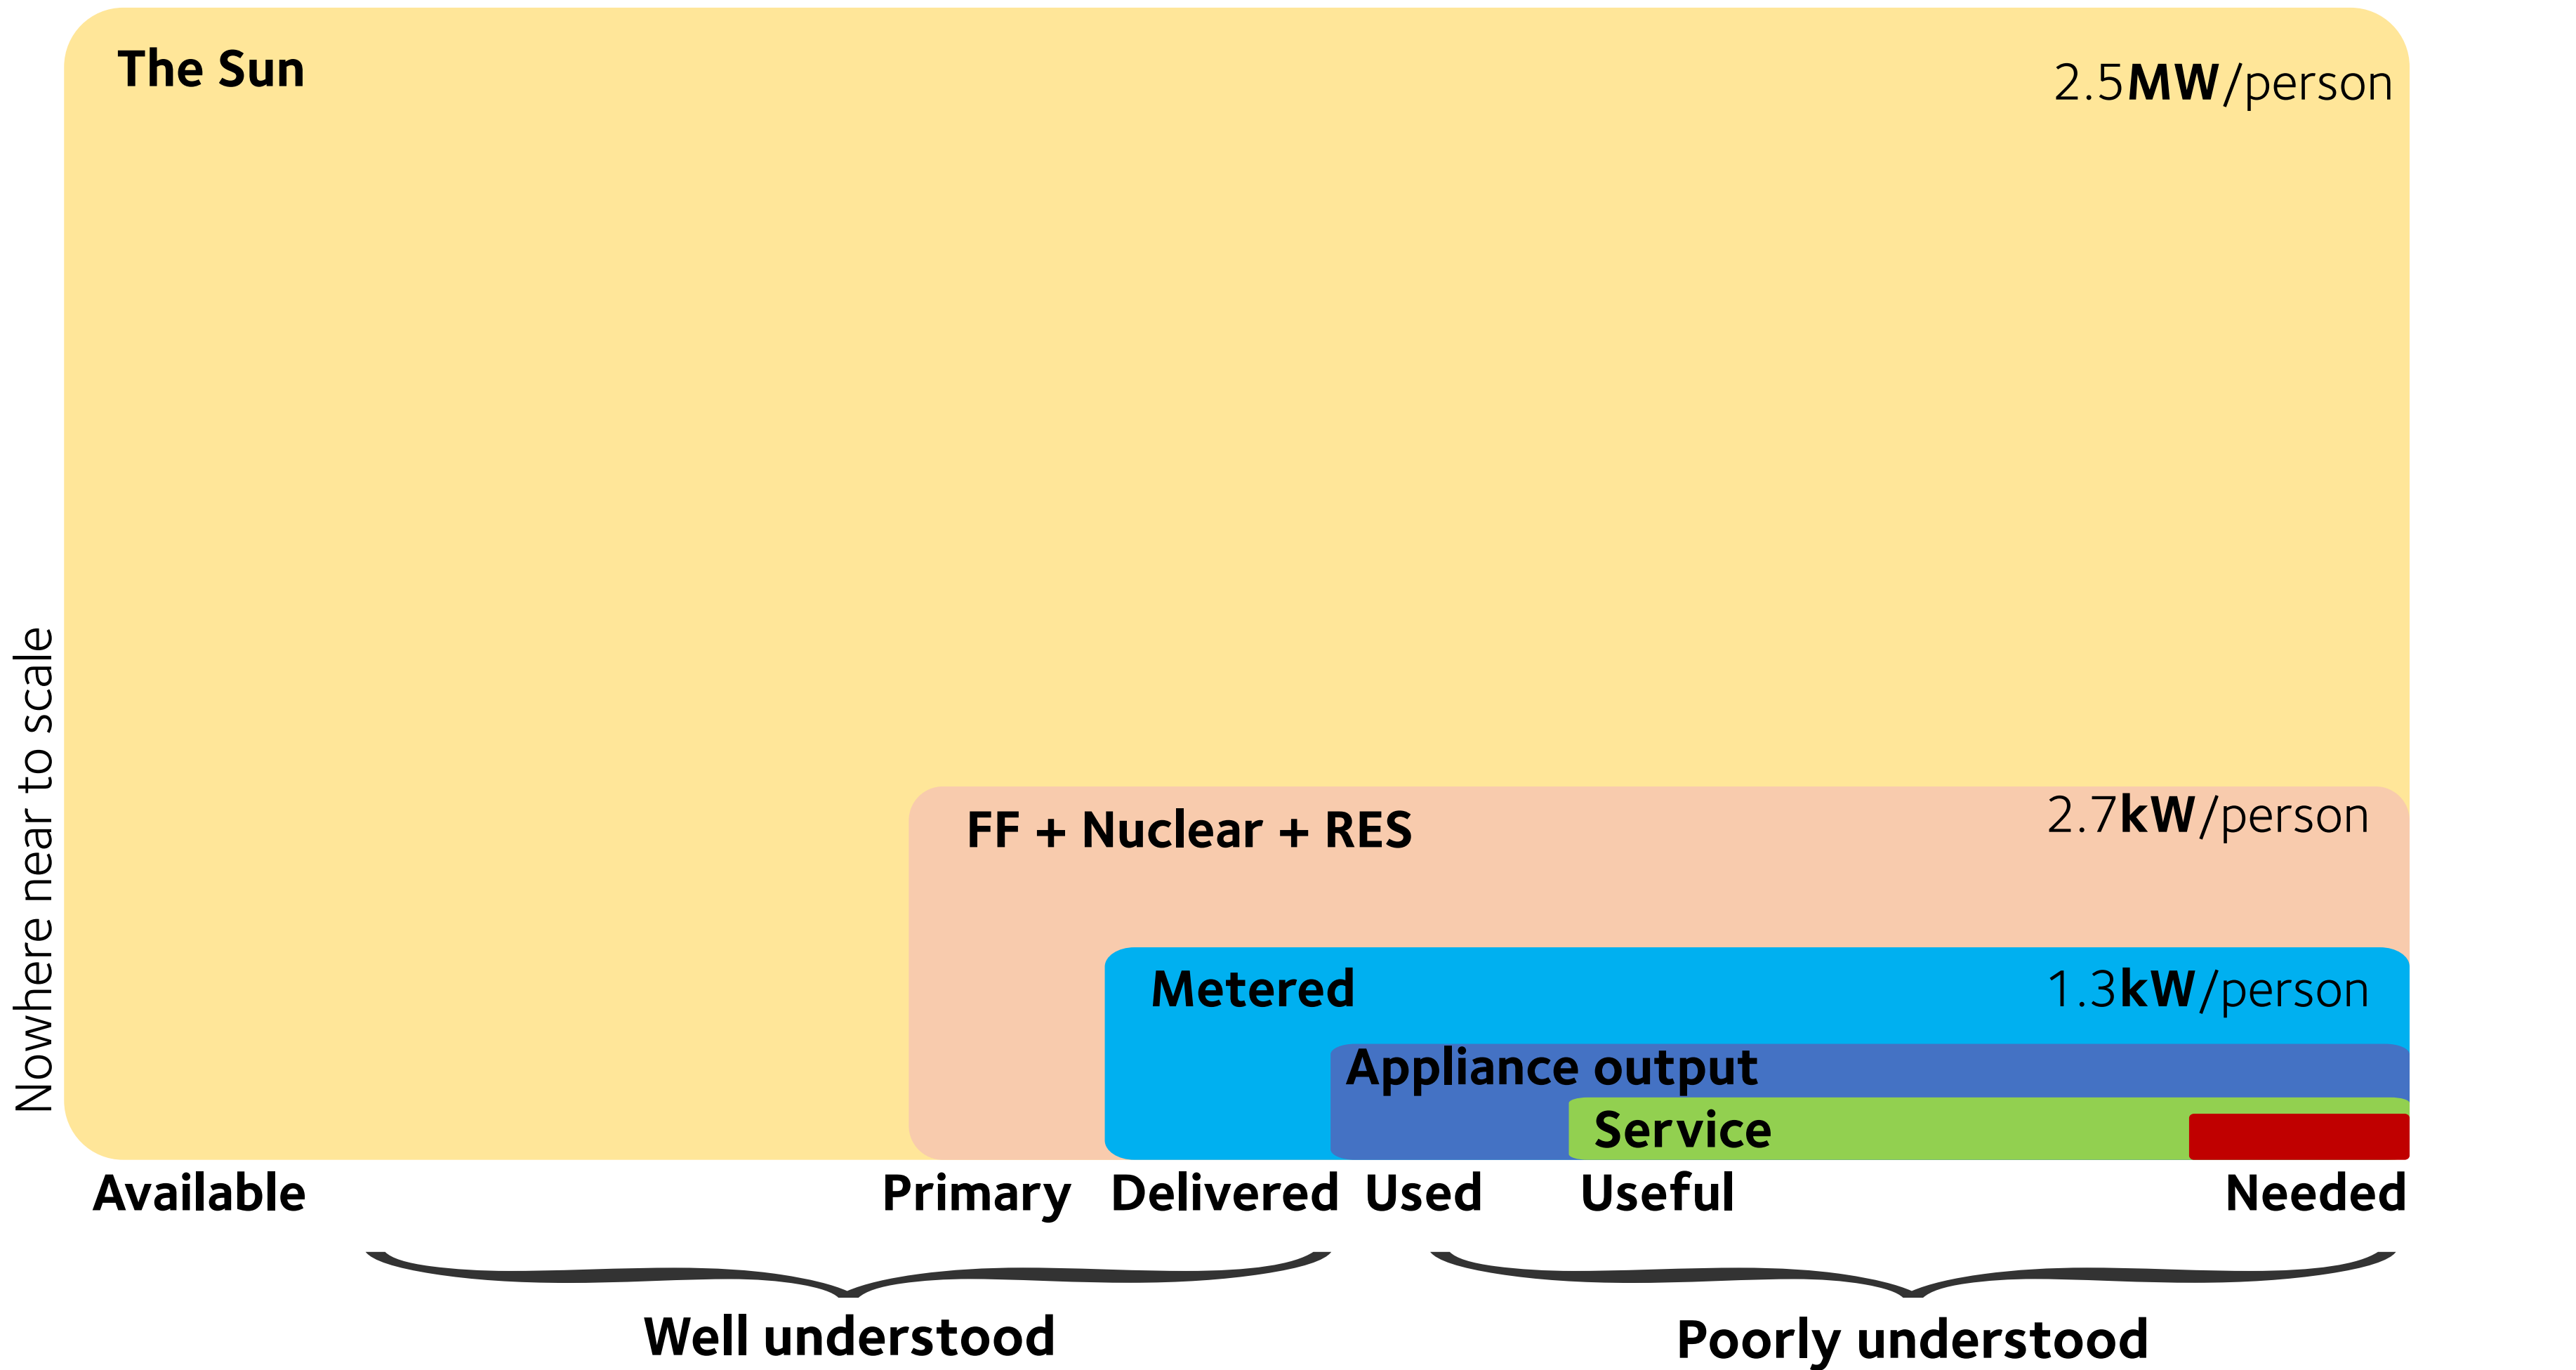 The Sun
2.5MW/person
Nowhere near to scale
FF + Nuclear + RES
2.7kW/person
Metered
1.3kW/person
Appliance output
Service
Available
Primary
Delivered
Used
Useful
Needed
Well understood
Poorly understood